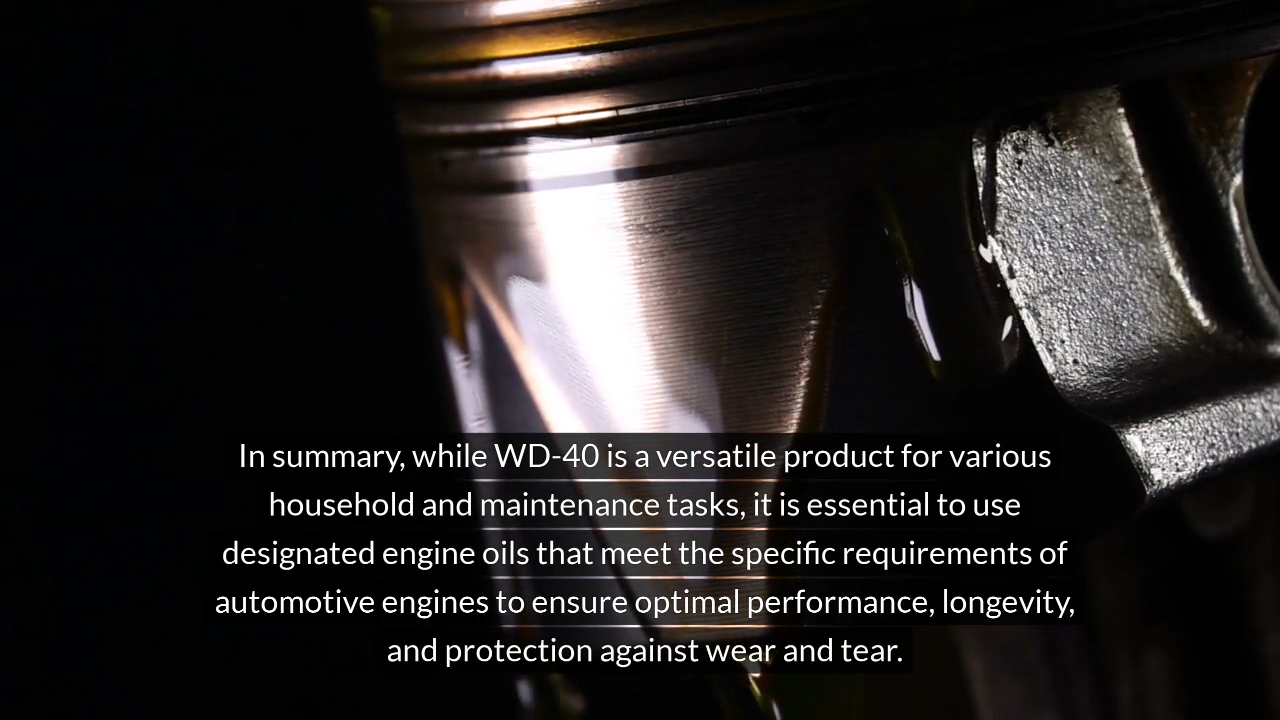 In summary, while WD-40 is a versatile product for various
household and maintenance tasks, it is essential to use
designated engine oils that meet the specific requirements of
automotive engines to ensure optimal performance, longevity,
and protection against wear and tear.